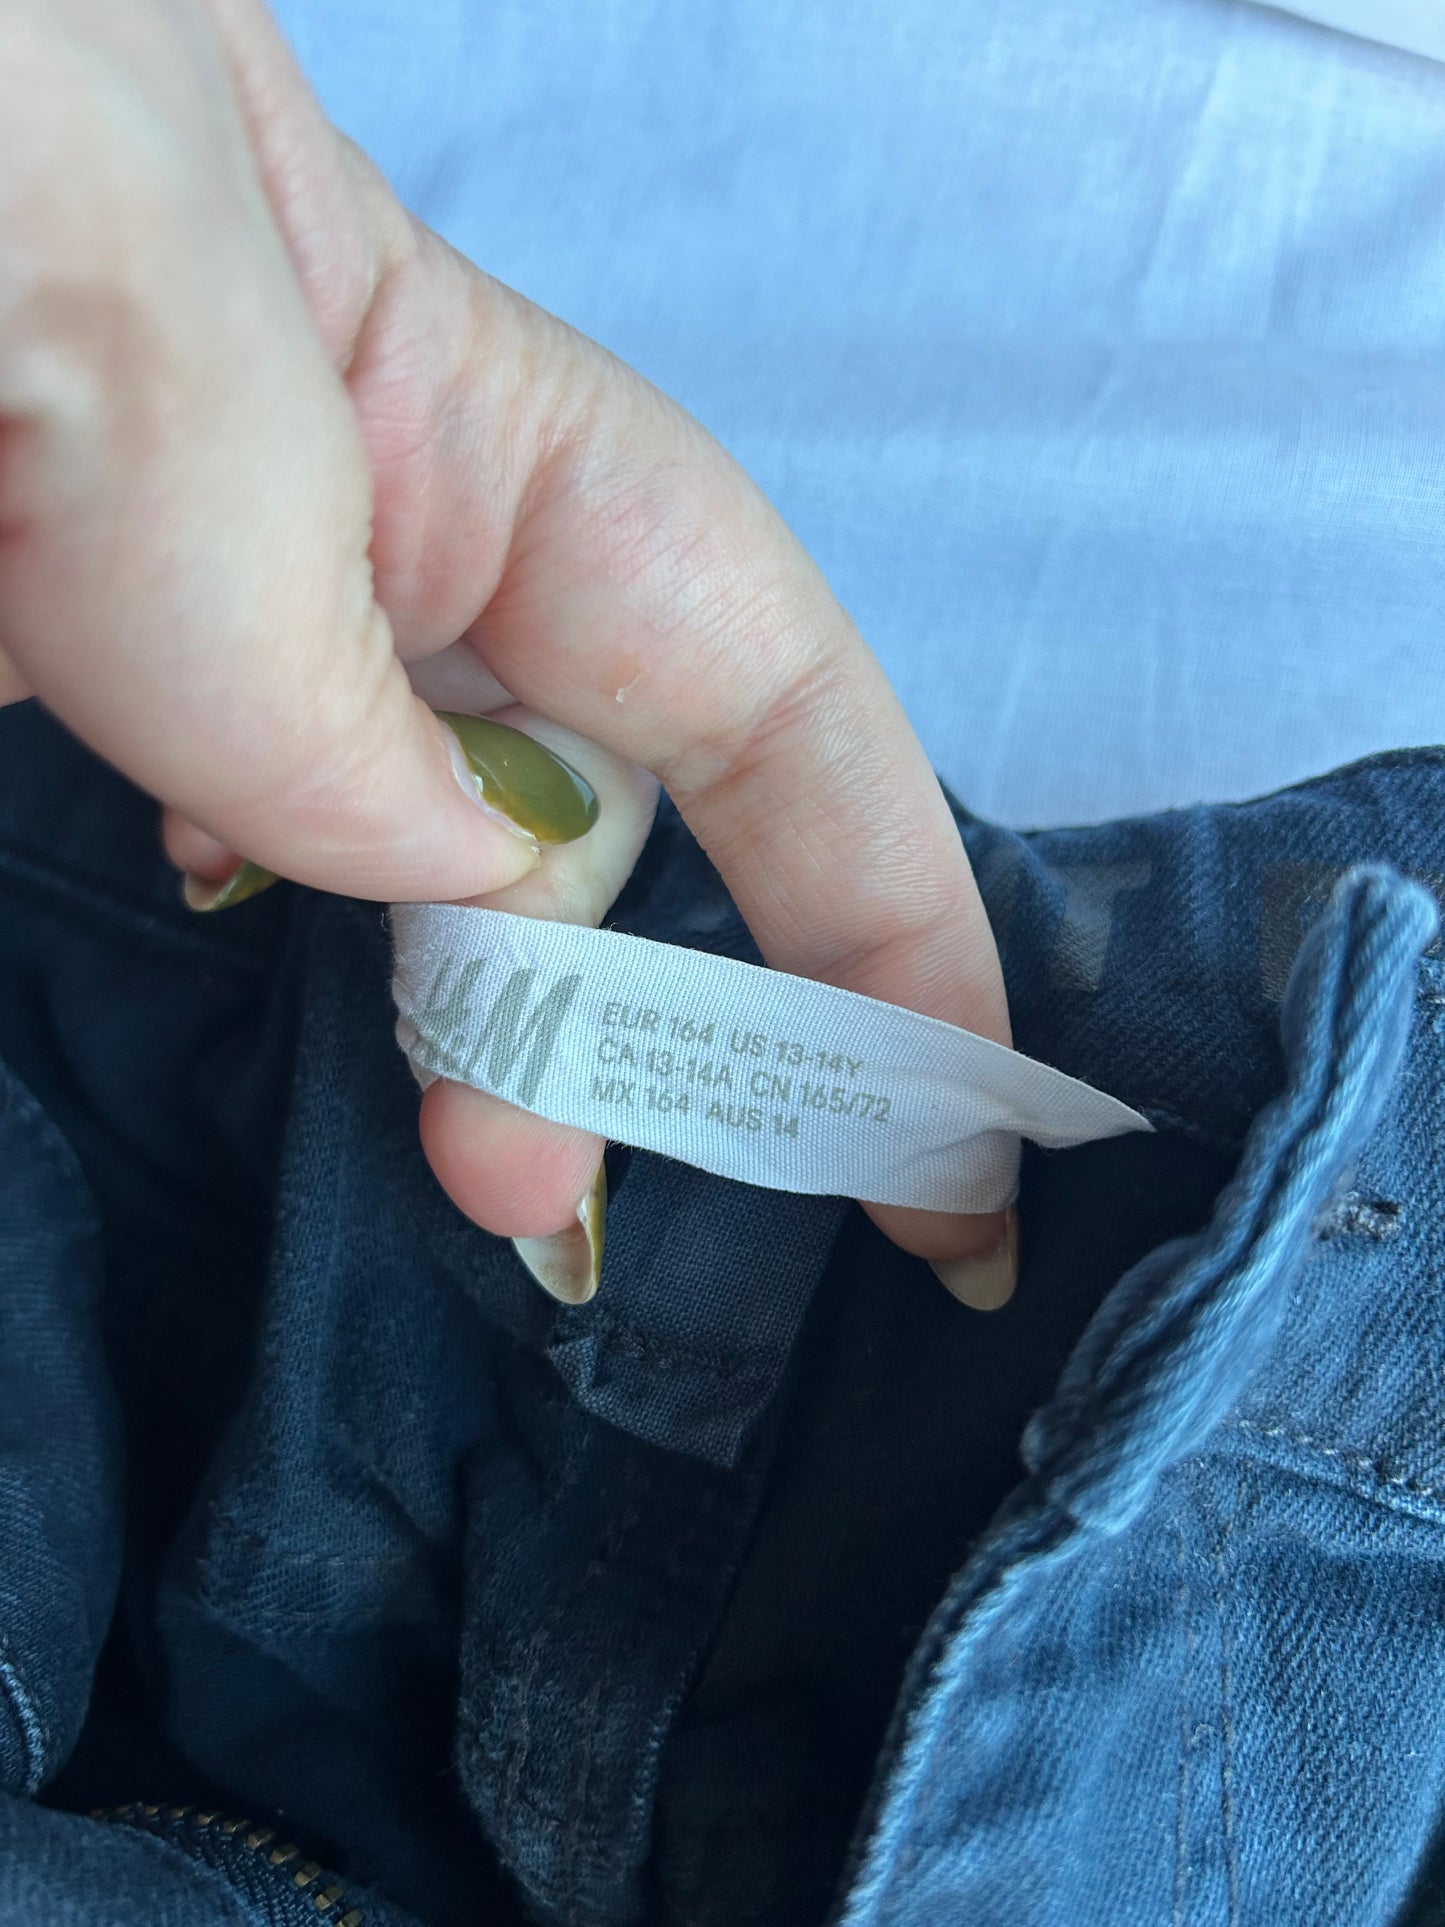 H&M
EUR 164 US 13-14Y
CA 13-14A CN 165/72
MX 164 AUS 14